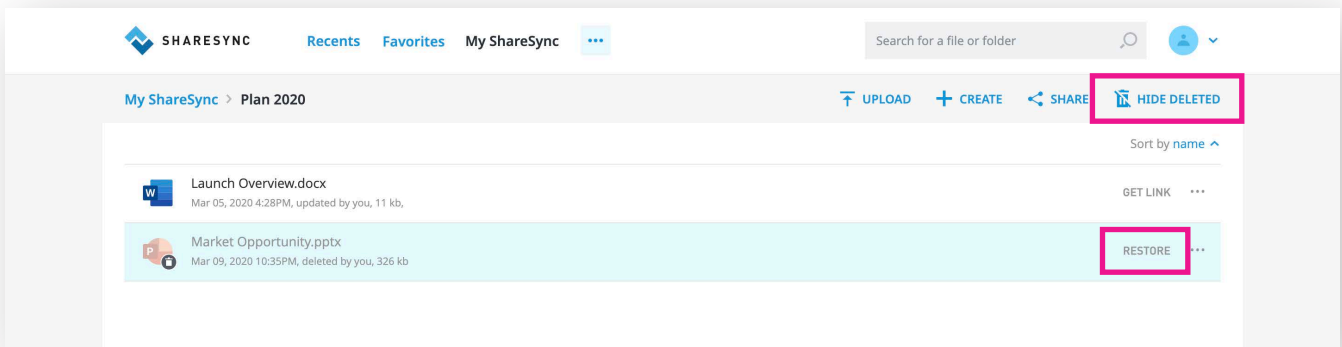 SHARESYNC Recents Favorites My ShareSync ••• Search for a file or folder
My ShareSync > Plan 2020 UPLOAD CREATE SHARE HIDE DELETED
Sort by name
W Launch Overview.docx GET LINK •••
Mar 05, 2020 4:28PM, updated by you, 11 kb,
P Market Opportunity.pptx RESTORE •••
Mar 09, 2020 10:35PM, deleted by you, 326 kb